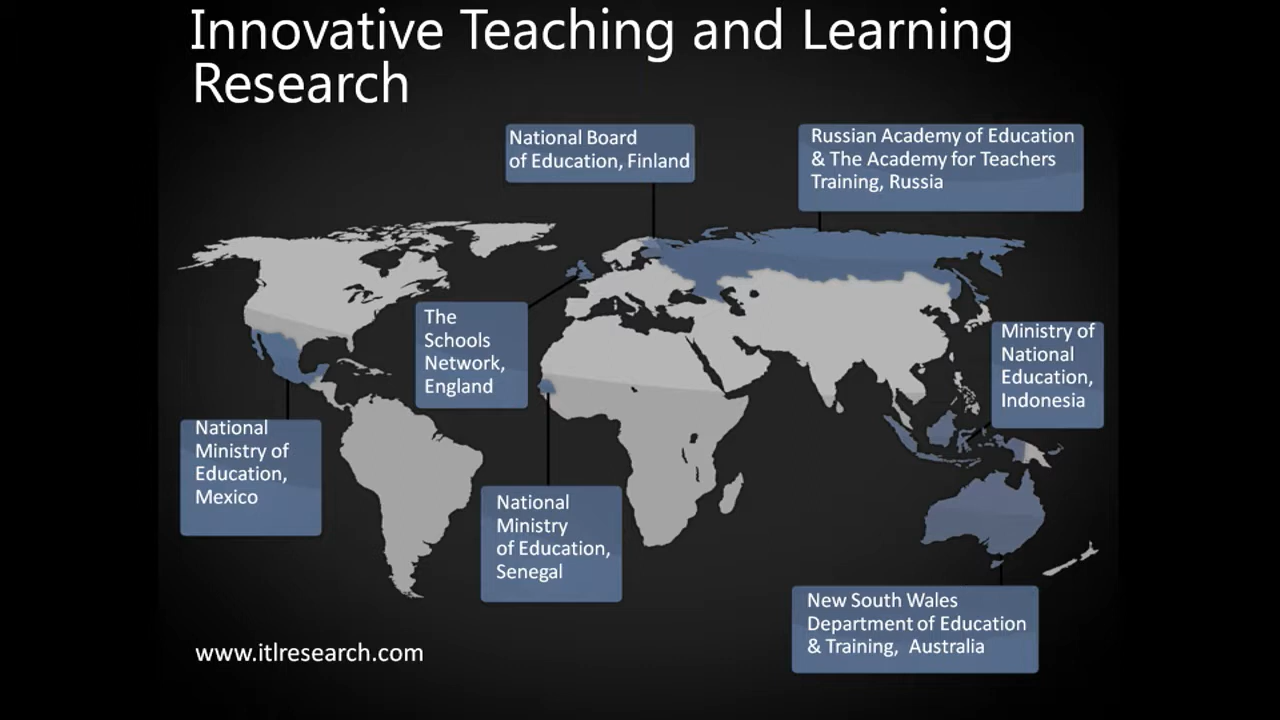 Innovative Teaching and Learning
Research
National Board
of Education, Finland
Russian Academy of Education
& The Academy for Teachers
Training, Russia
The
Schools
Network,
England
Ministry of
National
Education,
Indonesia
National
Ministry of
Education,
Mexico
National
Ministry
of Education,
Senegal
New South Wales
Department of Education
& Training, Australia
www.itlresearch.com